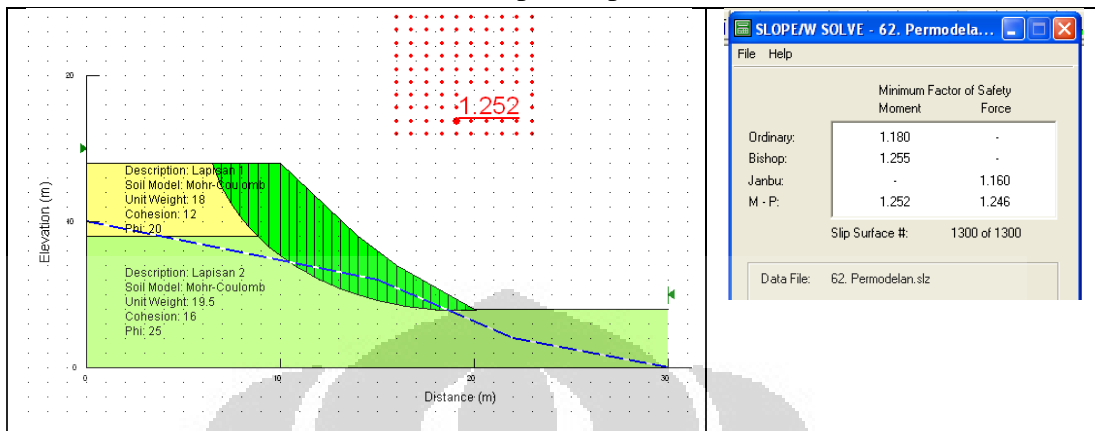 1.252
20
10
0
Elevation (m)
Description: Lapisan 1
Soil Model: Mohr-Coulomb
Unit Weight: 18
Cohesion: 12
Phi: 20
Description: Lapisan 2
Soil Model: Mohr-Coulomb
Unit Weight: 19.5
Cohesion: 16
Phi: 25
0 10 20 30
Distance (m)
SLOPE/W SOLVE - 62. Permodela...
File Help
Minimum Factor of Safety
Moment Force
Ordinary: 1.180 -
Bishop: 1.255 -
Janbu: - 1.160
M - P: 1.252 1.246
Slip Surface #: 1300 of 1300
Data File: 62. Permodelan.slz